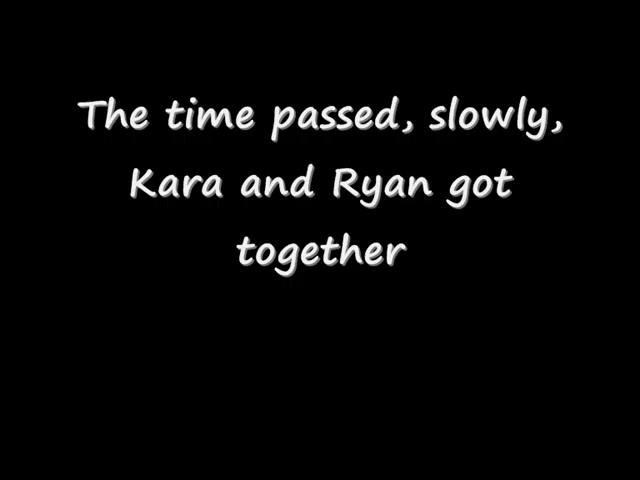 The time passed, slowly,
Kara and Ryan got
together